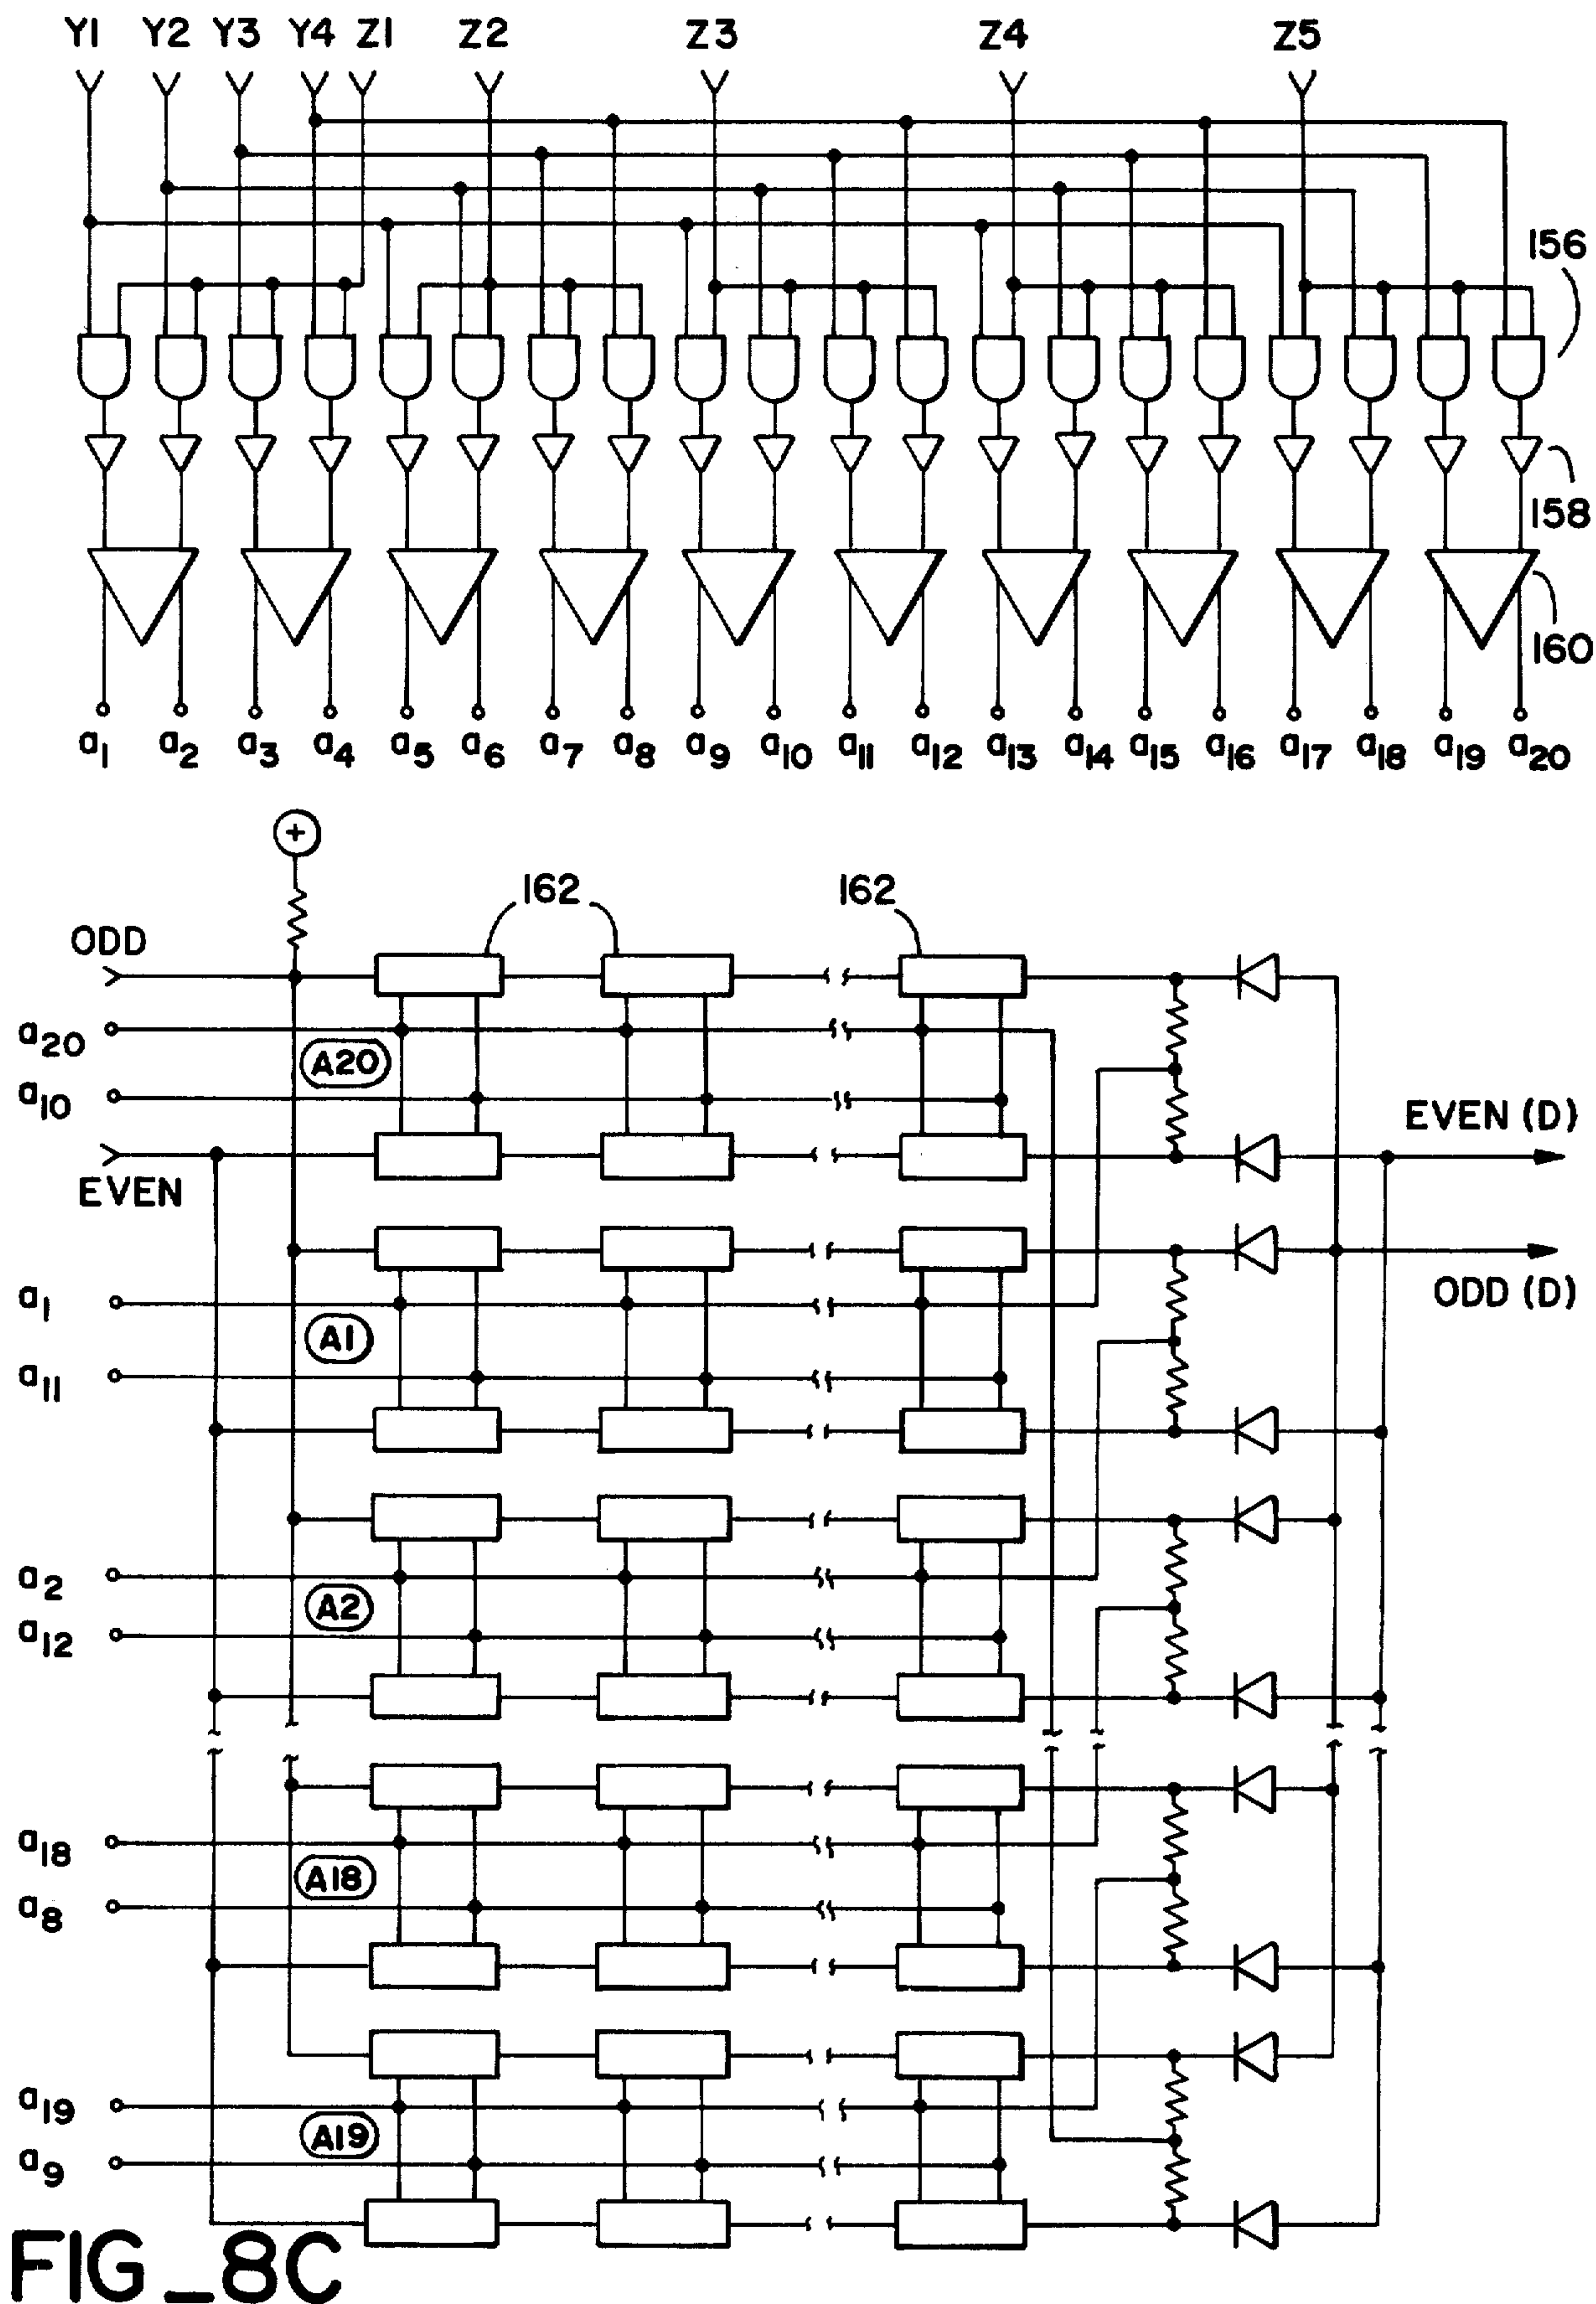 Y1 Y2 Y3 Y4 Z1 Z2 Z3 Z4 Z5
156
158
160
a1 a2 a3 a4 a5 a6 a7 a8 a9 a10 a11 a12 a13 a14 a15 a16 a17 a18 a19 a20
+
162 162
ODD
a20
A20
a10
EVEN (D)
EVEN
a1
ODD (D)
A1
a11
a2
A2
a12
a18
A18
a8
a19
A19
a9
FIG_8C